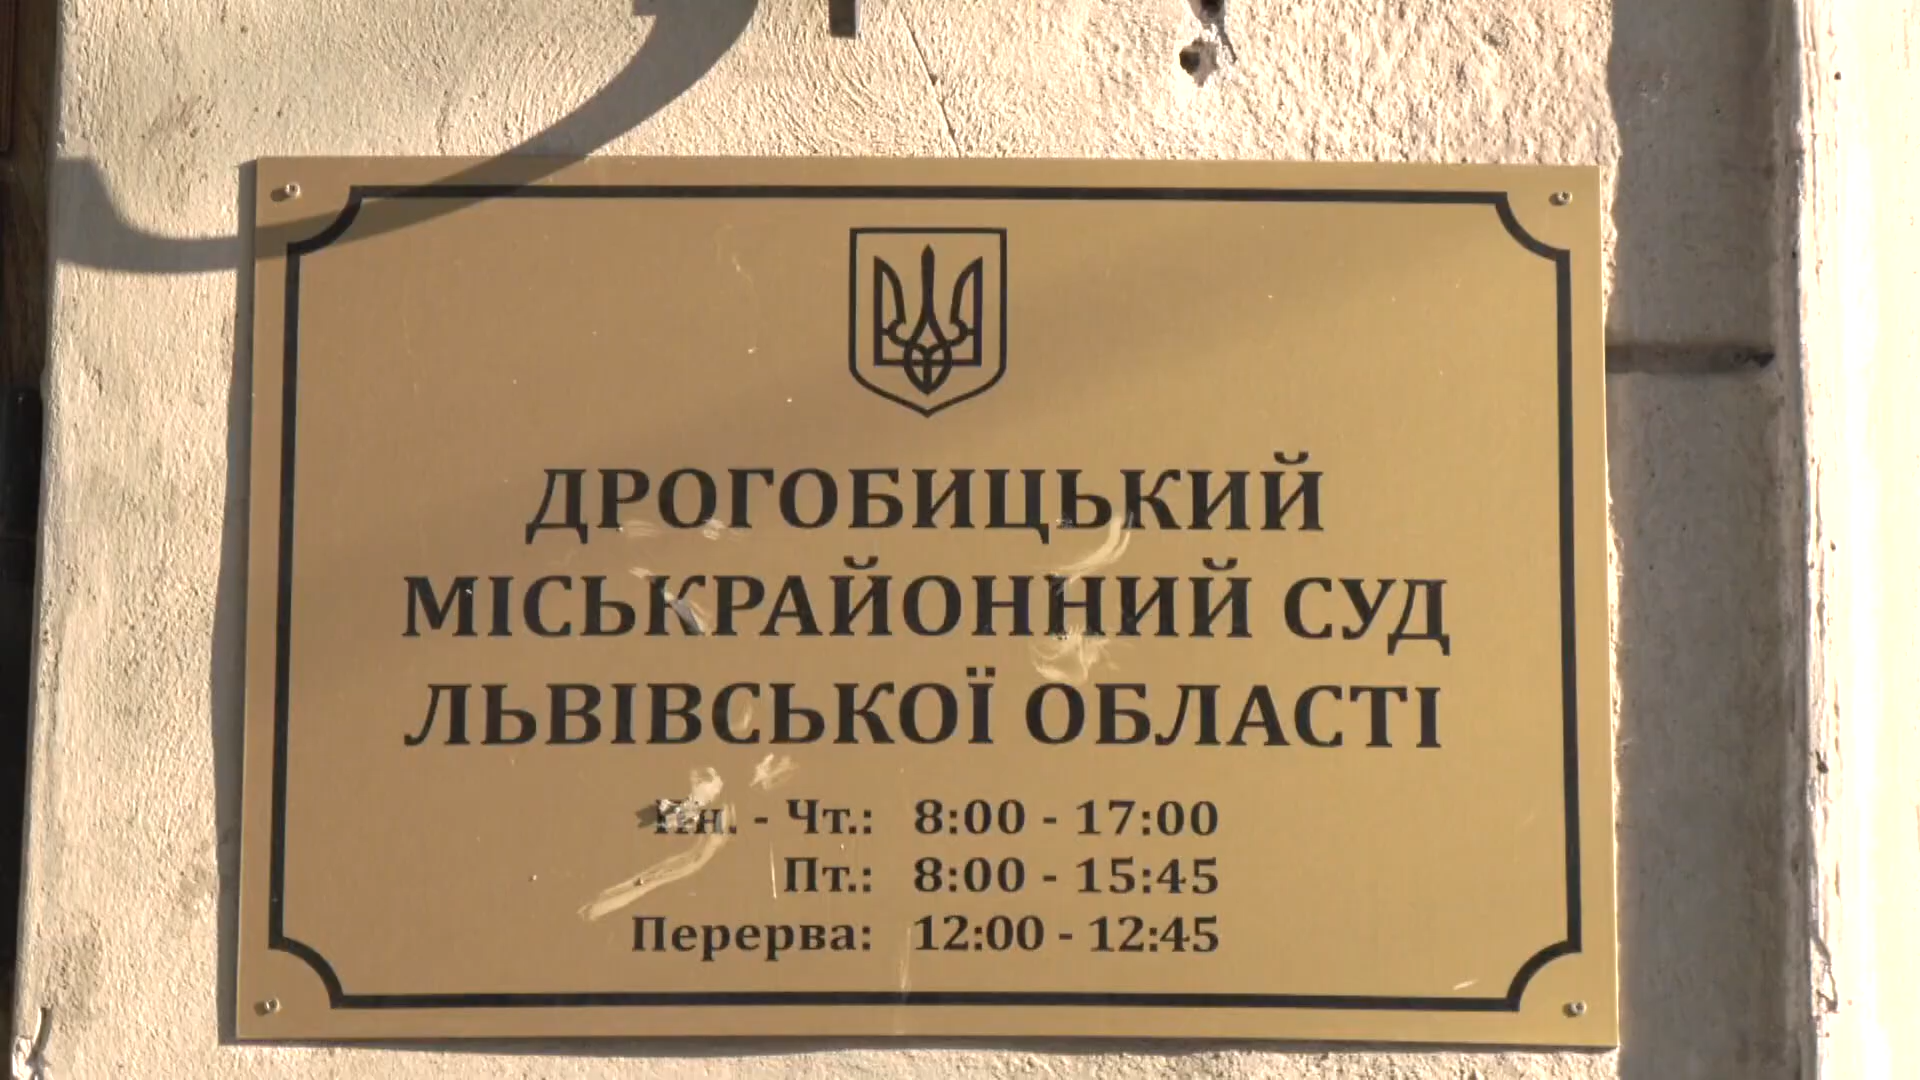 ДРОГОБИЦЬКИЙ
МІСЬКРАЙОННИЙ СУД
ЛЬВІВСЬКОЇ ОБЛАСТІ
Пн. - Чт.: 8:00 - 17:00
Пт.: 8:00 - 15:45
Перерва: 12:00 - 12:45